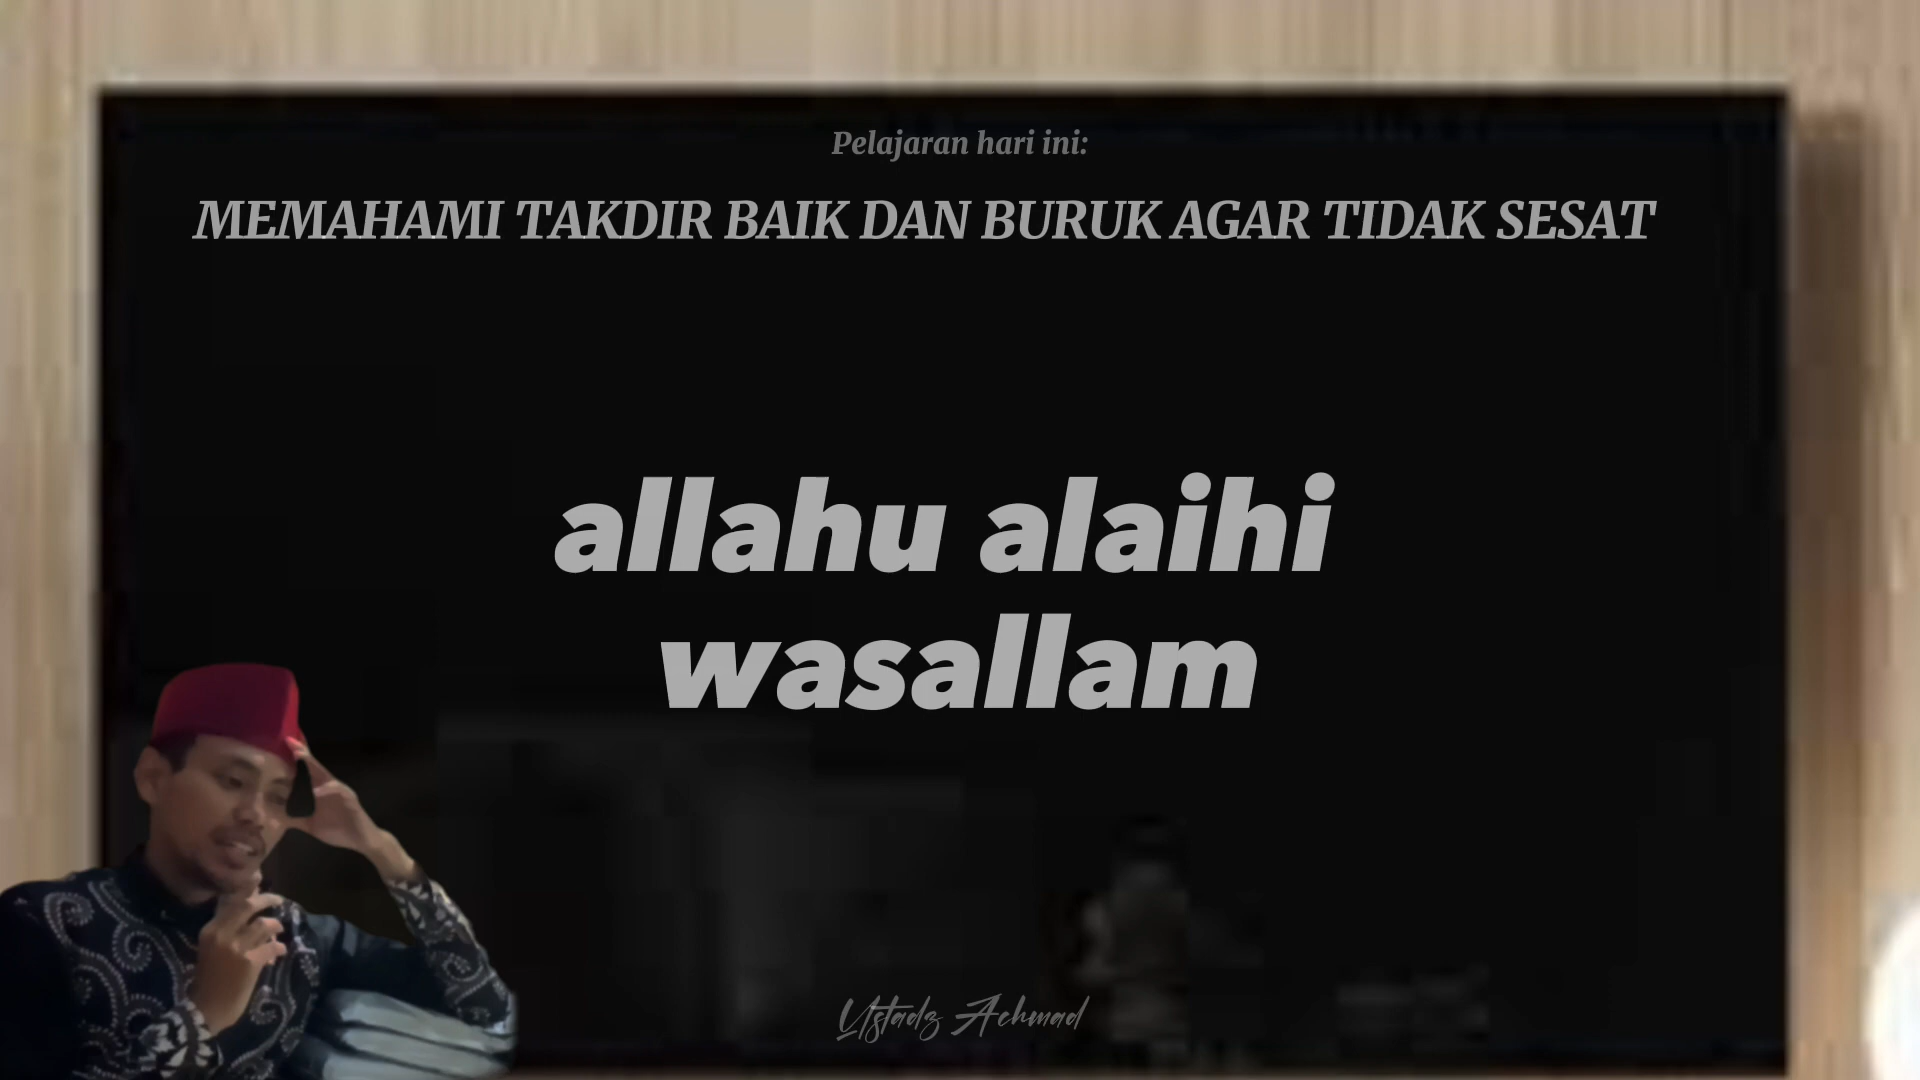 Pelajaran hari ini:
MEMAHAMI TAKDIR BAIK DAN BURUK AGAR TIDAK SESAT
allahu alaihi
wasallam
Ustadz Achmad